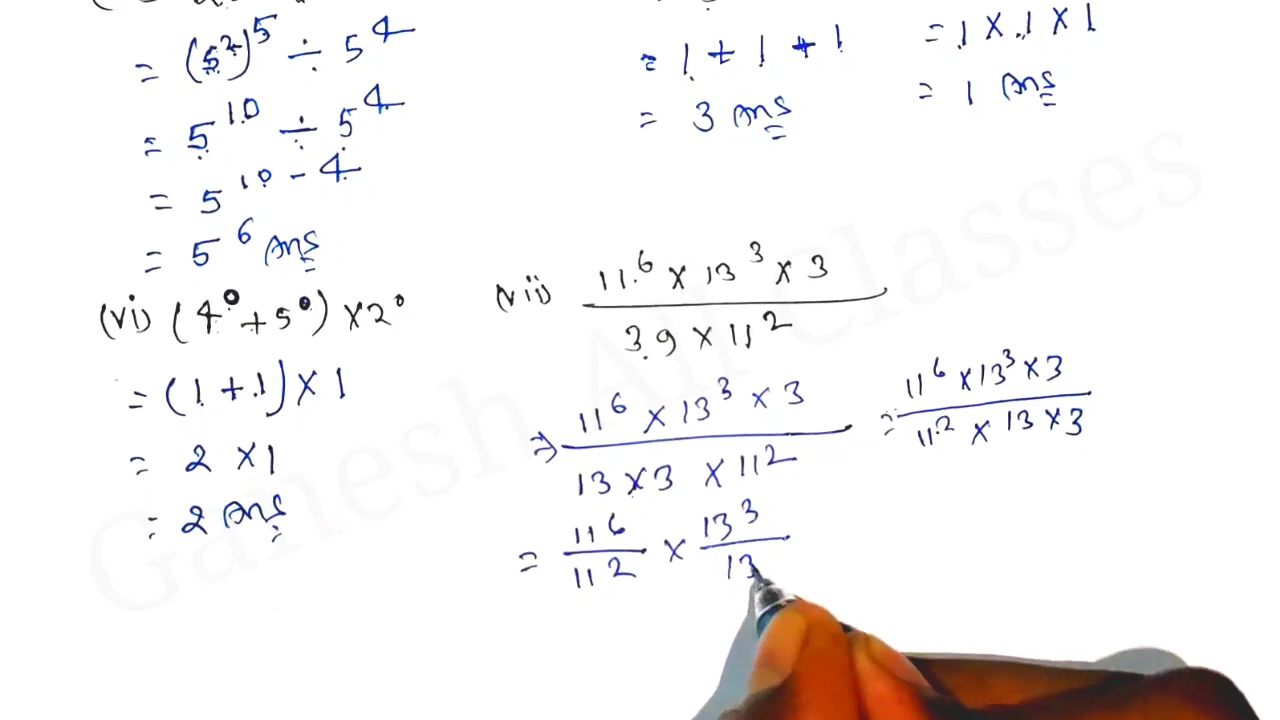 = (5²)⁵ ÷ 5⁴
= 5¹⁰ ÷ 5⁴
= 5¹⁰⁻⁴
= 5⁶ Ans
= 1 + 1 + 1
= 3 Ans
= 1 × 1 × 1
= 1 Ans
(vi) (4⁰ + 5⁰) × 2⁰
= (1 + 1) × 1
= 2 × 1
= 2 Ans
(vii) 11⁶ × 13³ × 3
39 × 11²
⇒ 11⁶ × 13³ × 3
13 × 3 × 11²
= 11⁶ × 13³ × 3
11² × 13 × 3
= 11⁶ × 13³
11² 13
Ganesh All Classes